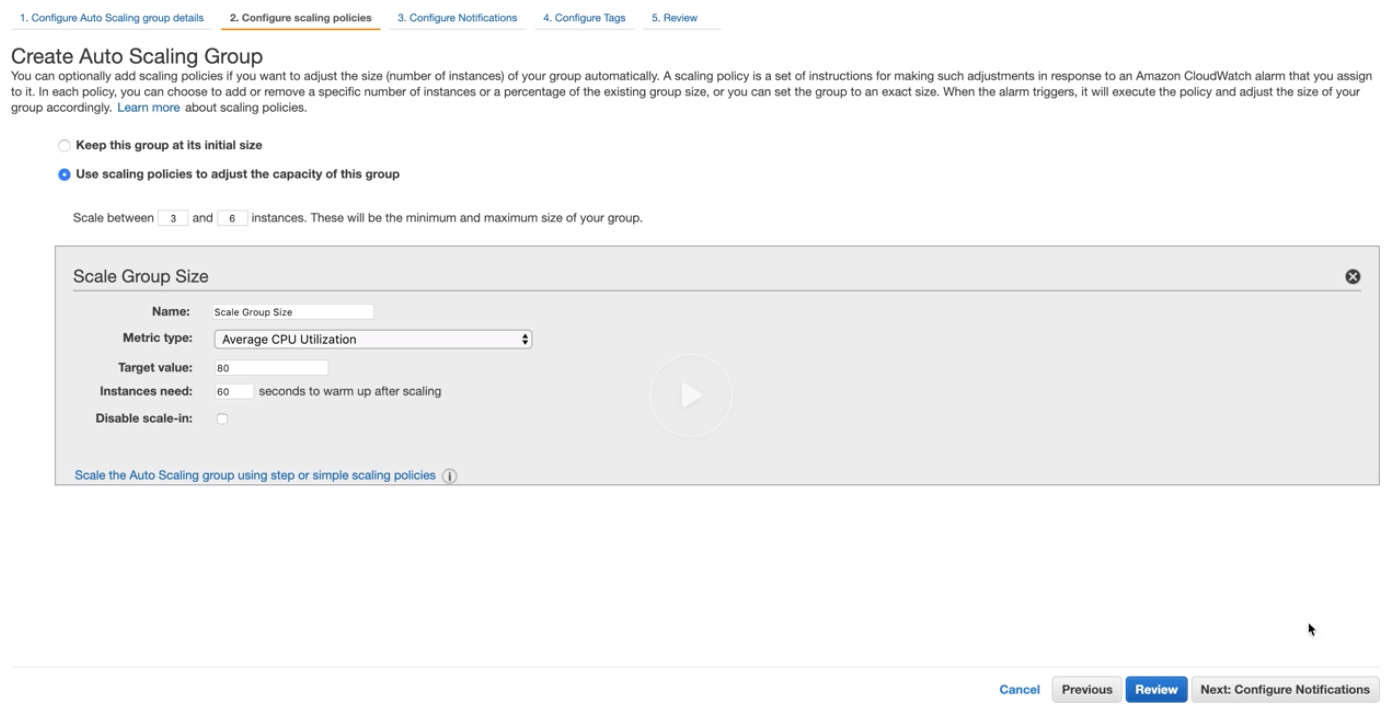 1. Configure Auto Scaling group details 2. Configure scaling policies 3. Configure Notifications 4. Configure Tags 5. Review
Create Auto Scaling Group
You can optionally add scaling policies if you want to adjust the size (number of instances) of your group automatically. A scaling policy is a set of instructions for making such adjustments in response to an Amazon CloudWatch alarm that you assign
to it. In each policy, you can choose to add or remove a specific number of instances or a percentage of the existing group size, or you can set the group to an exact size. When the alarm triggers, it will execute the policy and adjust the size of your
group accordingly. Learn more about scaling policies.
Keep this group at its initial size
Use scaling policies to adjust the capacity of this group
Scale between 3 and 6 instances. These will be the minimum and maximum size of your group.
Scale Group Size
Name: Scale Group Size
Metric type: Average CPU Utilization
Target value: 80
Instances need: 60 seconds to warm up after scaling
Disable scale-in:
Scale the Auto Scaling group using step or simple scaling policies i
Cancel Previous Review Next: Configure Notifications